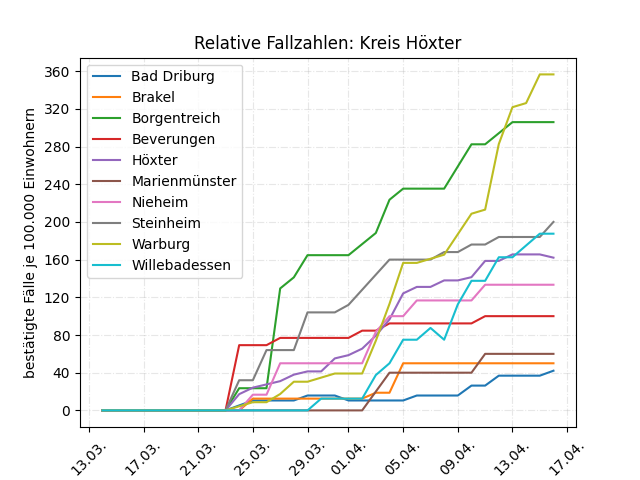 Relative Fallzahlen: Kreis Höxter
bestätigte Fälle je 100.000 Einwohnern
360
320
280
240
200
160
120
80
40
0
Bad Driburg
Brakel
Borgentreich
Beverungen
Höxter
Marienmünster
Nieheim
Steinheim
Warburg
Willebadessen
13.03.
17.03.
21.03.
25.03.
29.03.
01.04.
05.04.
09.04.
13.04.
17.04.